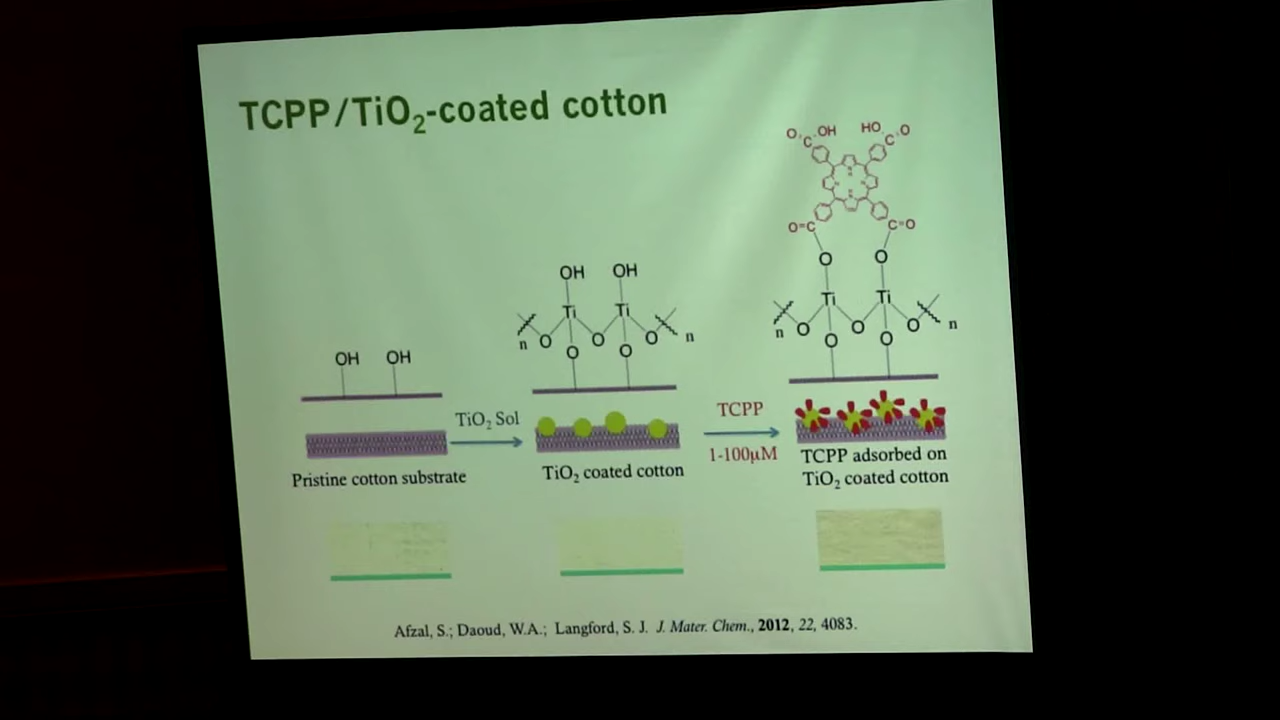 TCPP/TiO₂-coated cotton
O OH HO O
C C
N
H
N N
H
N
O=C C=O
O O
OH OH
Ti Ti
Ti Ti
n O O O n
n O O O n
O O
O O
OH OH
TiO₂ Sol
TCPP
1-100µM
Pristine cotton substrate
TiO₂ coated cotton
TCPP adsorbed on
TiO₂ coated cotton
Afzal, S.; Daoud, W.A.; Langford, S. J. J. Mater. Chem., 2012, 22, 4083.